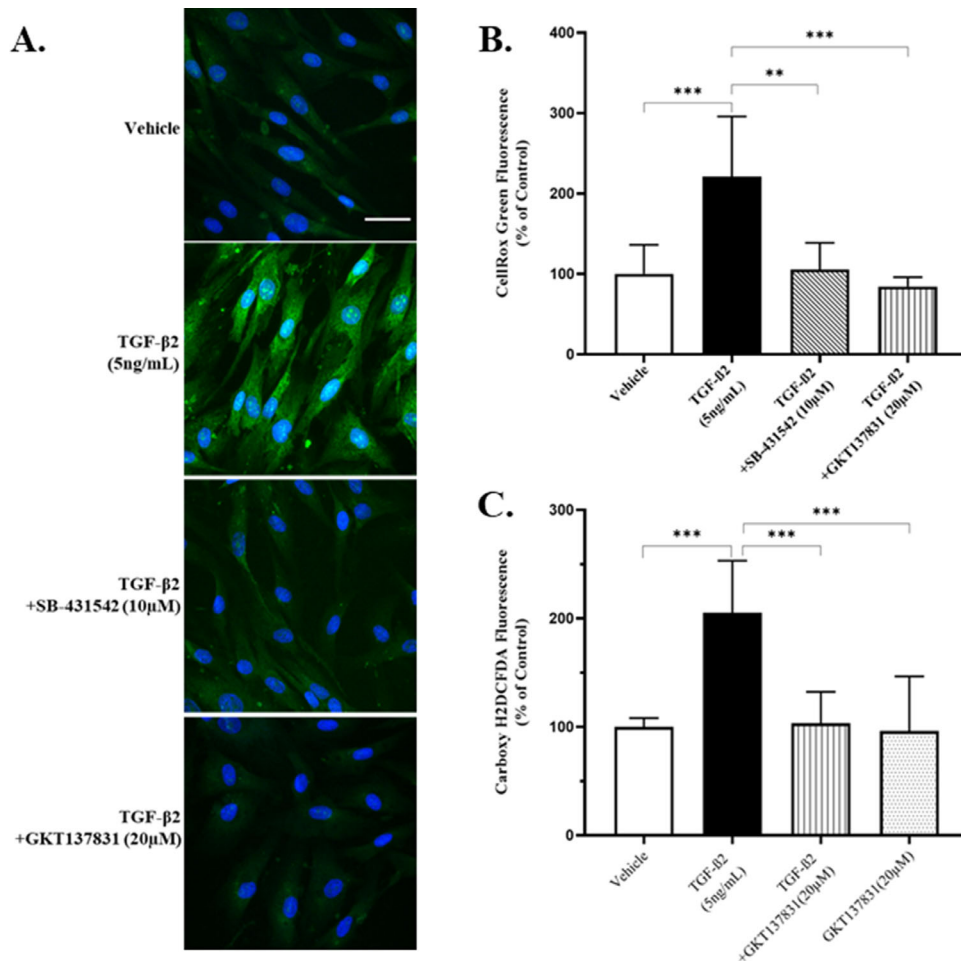 A.
Vehicle
TGF-β2
(5ng/mL)
TGF-β2
+SB-431542 (10μM)
TGF-β2
+GKT137831 (20μM)
B.
CellRox Green Fluorescence
(% of Control)
400
300
200
100
0
***
**
***
Vehicle
TGF-β2
(5ng/mL)
TGF-β2
+SB-431542 (10μM)
TGF-β2
+GKT137831 (20μM)
C.
Carboxy H2DCFDA Fluorescence
(% of Control)
300
200
100
0
***
***
***
Vehicle
TGF-β2
(5ng/mL)
TGF-β2
+GKT137831(20μM)
GKT137831(20μM)